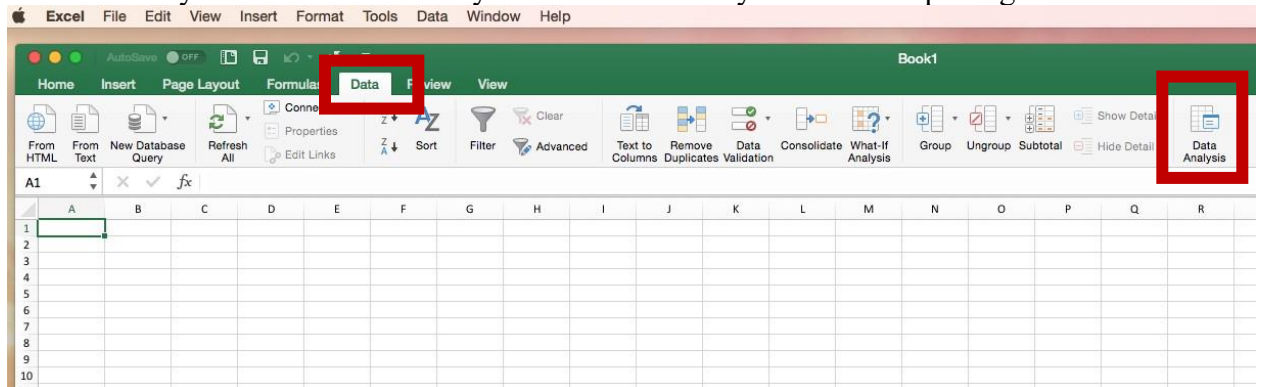 Excel File Edit View Insert Format Tools Data Window Help
AutoSave OFF Book1
Home Insert Page Layout Formulas Data Review View
From HTML From Text New Database Query Refresh All Properties Edit Links Sort Filter Clear Advanced Text to Columns Remove Duplicates Data Validation Consolidate What-If Analysis Group Ungroup Subtotal Hide Detail Data Analysis
A1 fx
A B C D E F G H I J K L M N O P Q R
1
2
3
4
5
6
7
8
9
10